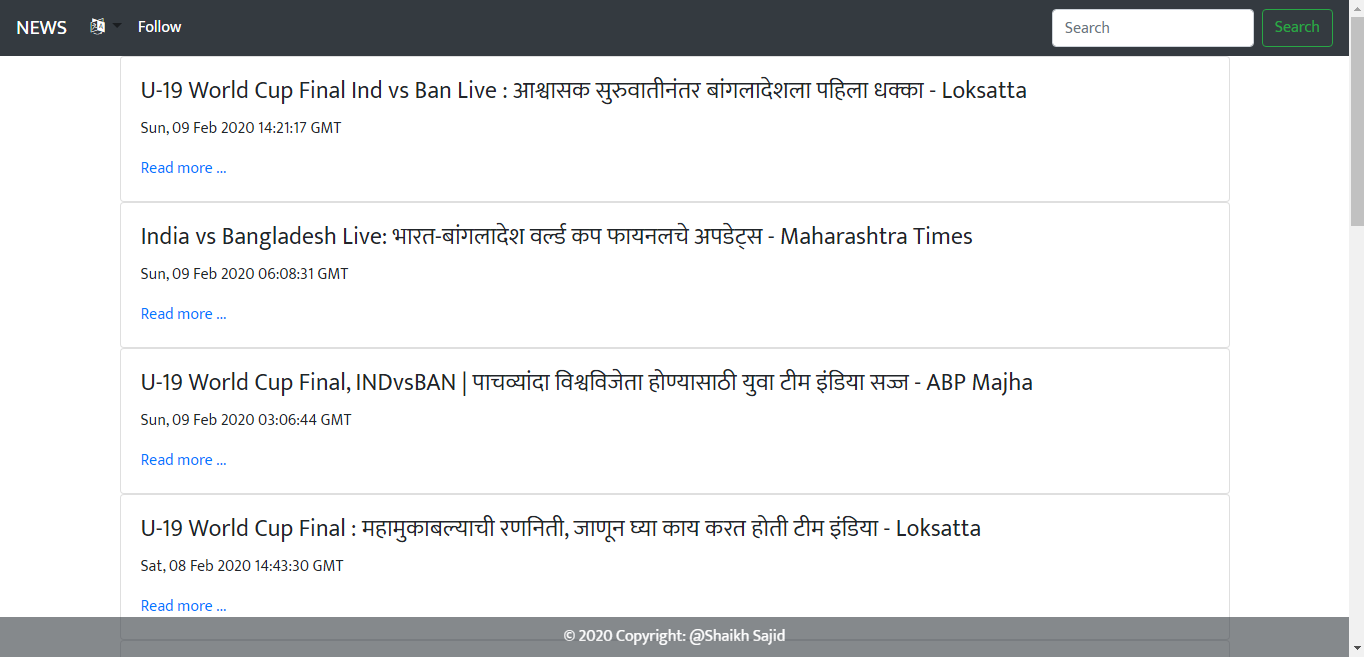 NEWS Follow Search Search
U-19 World Cup Final Ind vs Ban Live : आश्वासक सुरुवातीनंतर बांगलादेशला पहिला धक्का - Loksatta
Sun, 09 Feb 2020 14:21:17 GMT
Read more ...
India vs Bangladesh Live: भारत-बांगलादेश वर्ल्ड कप फायनलचे अपडेट्स - Maharashtra Times
Sun, 09 Feb 2020 06:08:31 GMT
Read more ...
U-19 World Cup Final, INDvsBAN | पाचव्यांदा विश्वविजेता होण्यासाठी युवा टीम इंडिया सज्ज - ABP Majha
Sun, 09 Feb 2020 03:06:44 GMT
Read more ...
U-19 World Cup Final : महामुकाबल्याची रणनिती, जाणून घ्या काय करत होती टीम इंडिया - Loksatta
Sat, 08 Feb 2020 14:43:30 GMT
Read more ...
© 2020 Copyright: @Shaikh Sajid